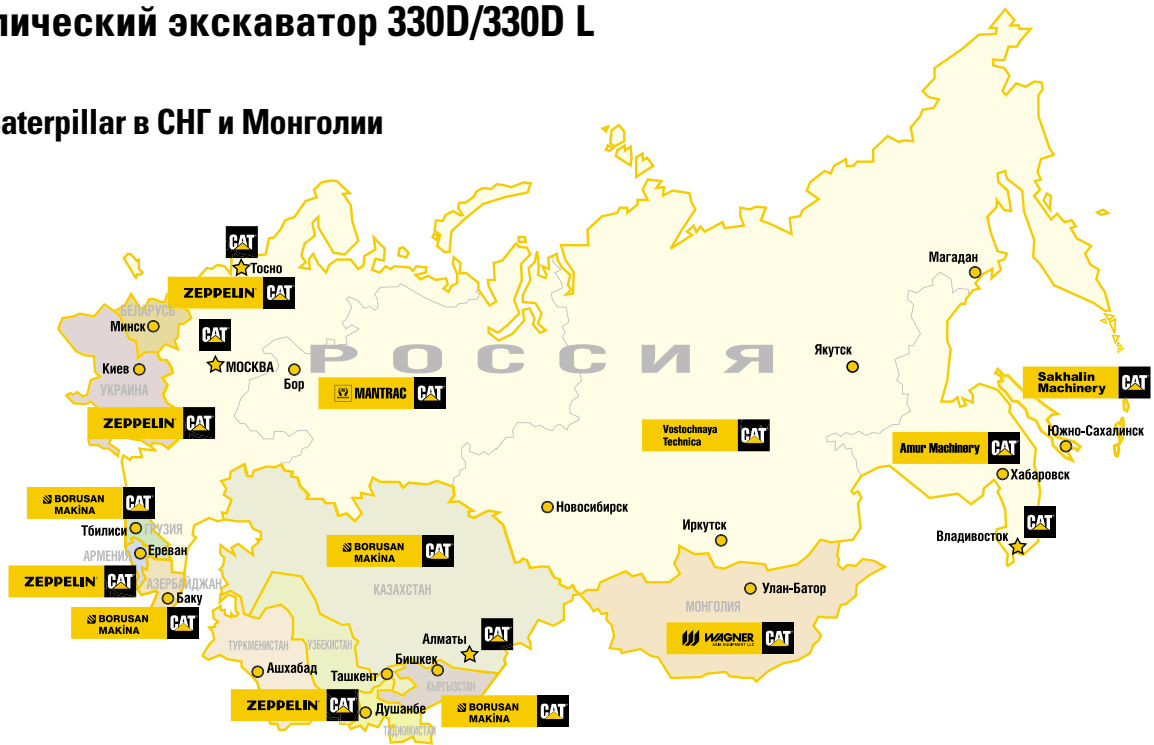 лический экскаватор 330D/330D L
aterpillar в СНГ и Монголии
CAT
Тосно
ZEPPELIN CAT
БЕЛАРУСЬ
Минск
CAT
МОСКВА
Киев
УКРАИНА
ZEPPELIN CAT
РОССИЯ
Бор
MANTRAC CAT
Магадан
Якутск
Vostochnaya
Technica
CAT
Sakhalin
Machinery
CAT
Южно-Сахалинск
Amur Machinery CAT
Хабаровск
CAT
Владивосток
Новосибирск
Иркутск
BORUSAN
MAKİNA
CAT
Тбилиси
ГРУЗИЯ
АРМЕНИЯ
Ереван
ZEPPELIN CAT
АЗЕРБАЙДЖАН
Баку
BORUSAN
MAKİNA
CAT
BORUSAN
MAKİNA
CAT
КАЗАХСТАН
Улан-Батор
МОНГОЛИЯ
WAGNER
ASIA EQUIPMENT LLC
CAT
Алматы
CAT
ТУРКМЕНИСТАН
УЗБЕКИСТАН
Бишкек
Ашхабад
Ташкент
КЫРГЫЗСТАН
ZEPPELIN CAT
Душанбе
ТАДЖИКИСТАН
BORUSAN
MAKİNA
CAT